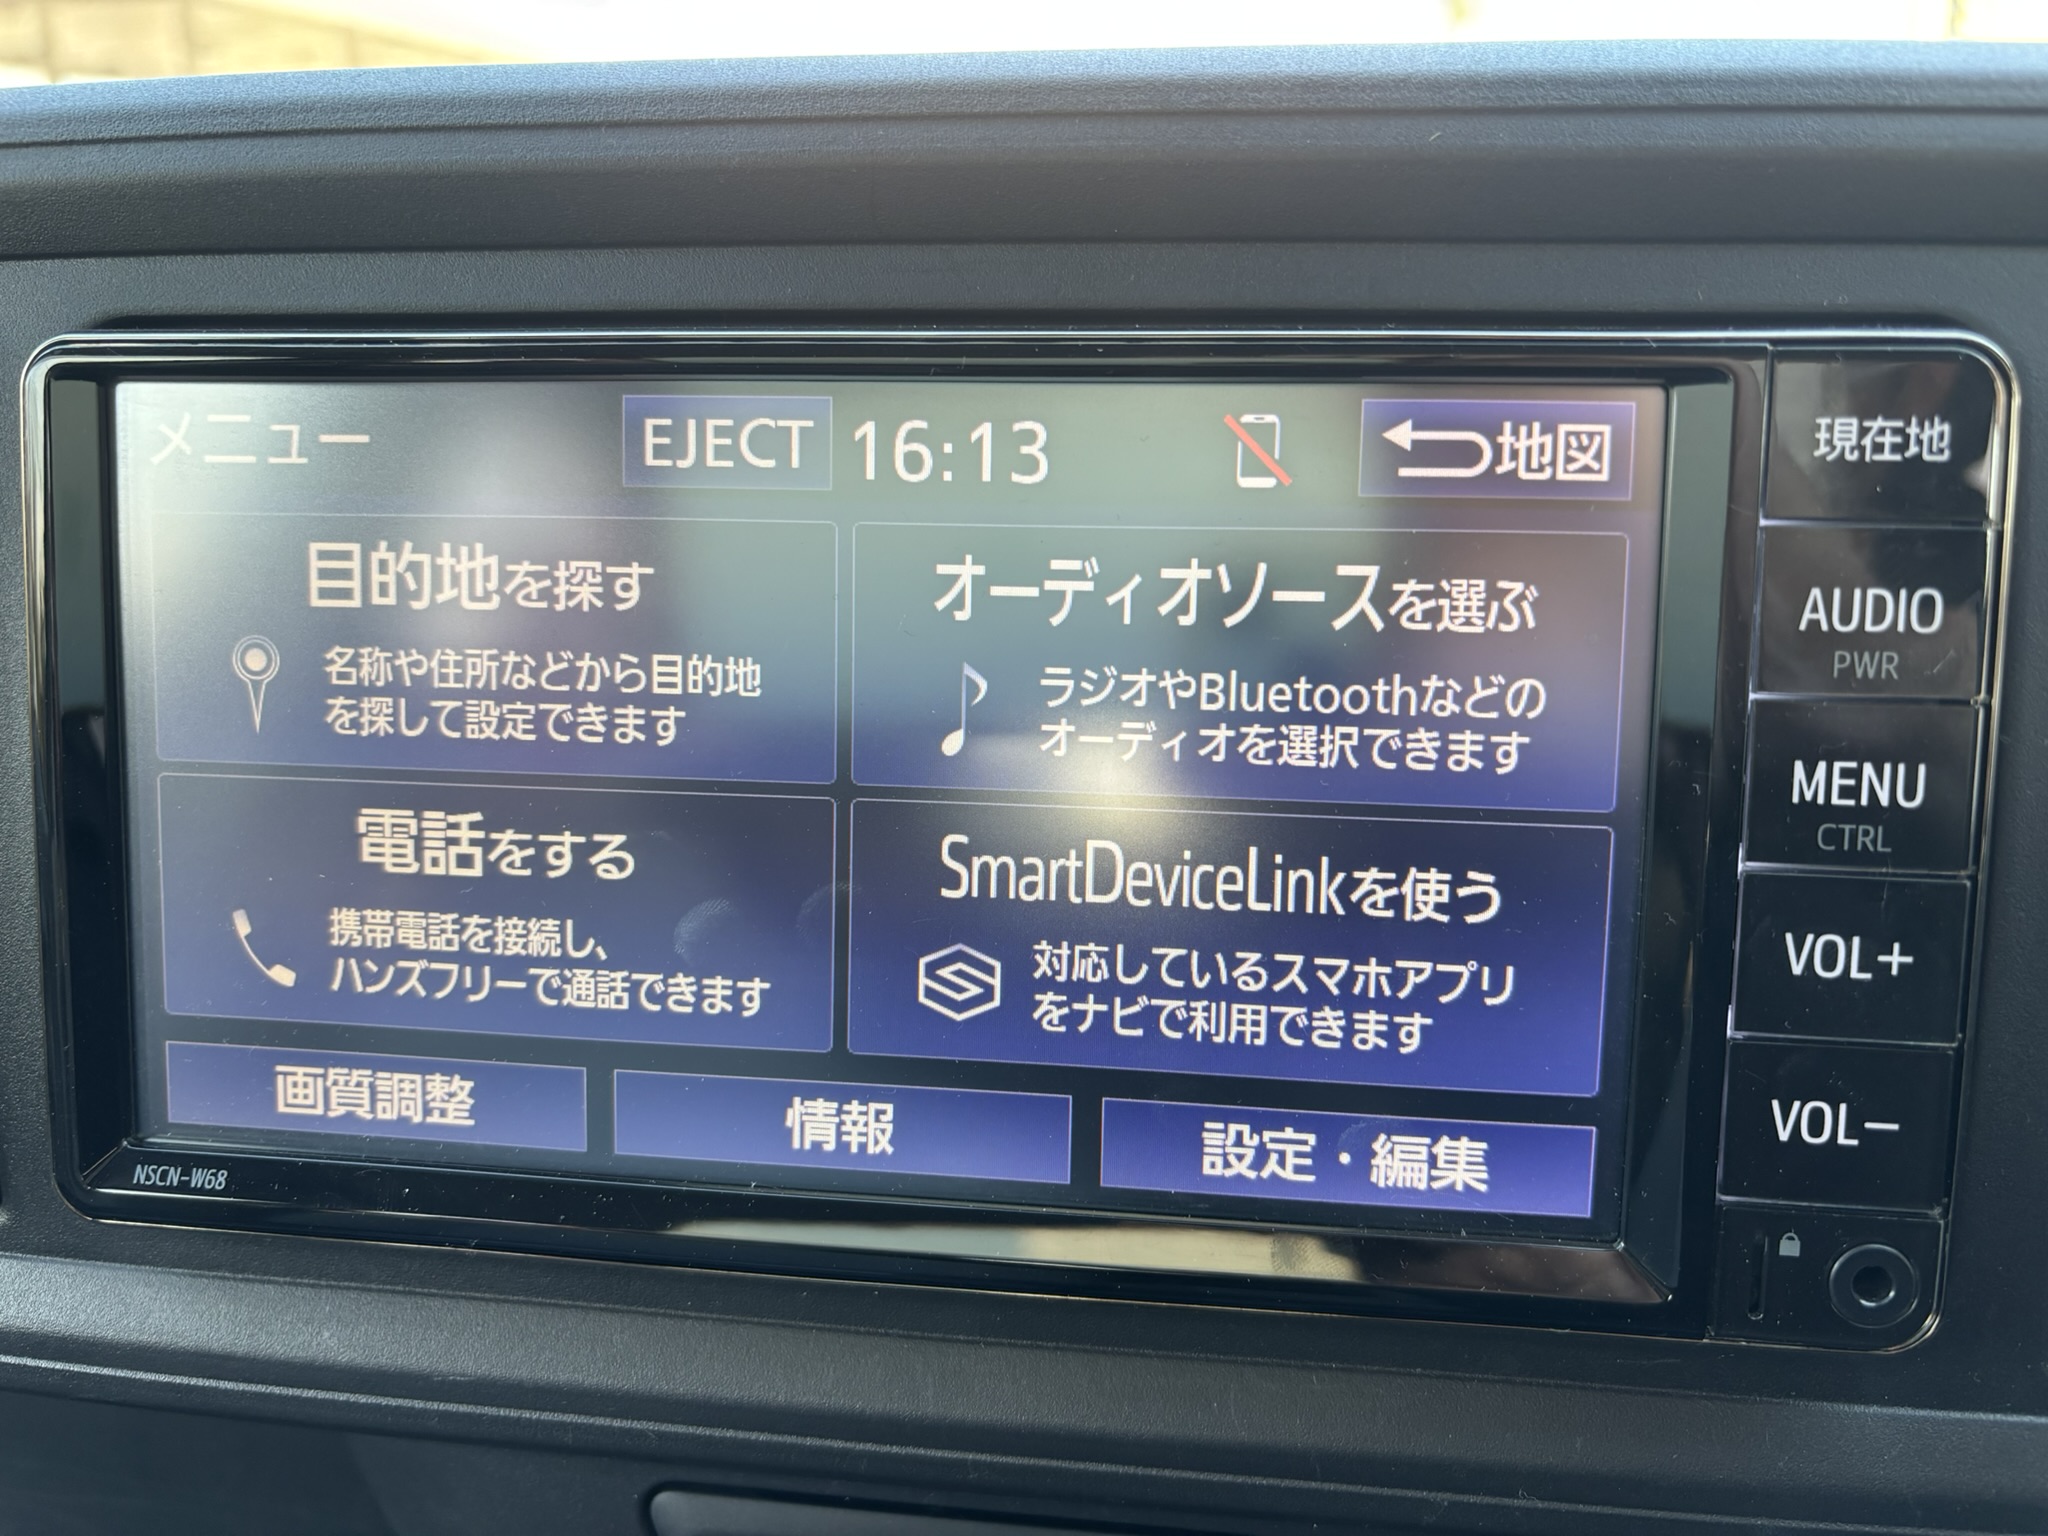 メニュー
EJECT
16:13
地図
目的地を探す
名称や住所などから目的地
を探して設定できます
オーディオソースを選ぶ
ラジオやBluetoothなどの
オーディオを選択できます
電話をする
携帯電話を接続し、
ハンズフリーで通話できます
SmartDeviceLinkを使う
対応しているスマホアプリ
をナビで利用できます
画質調整
情報
設定・編集
NSCN-W68
現在地
AUDIO
PWR
MENU
CTRL
VOL+
VOL-